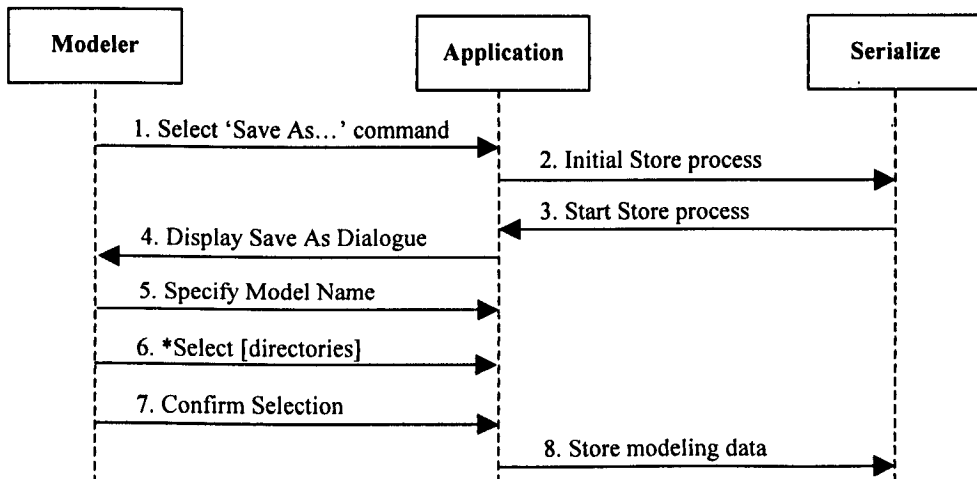 Modeler
Application
Serialize
1. Select ‘Save As…’ command
2. Initial Store process
3. Start Store process
4. Display Save As Dialogue
5. Specify Model Name
6. *Select [directories]
7. Confirm Selection
8. Store modeling data